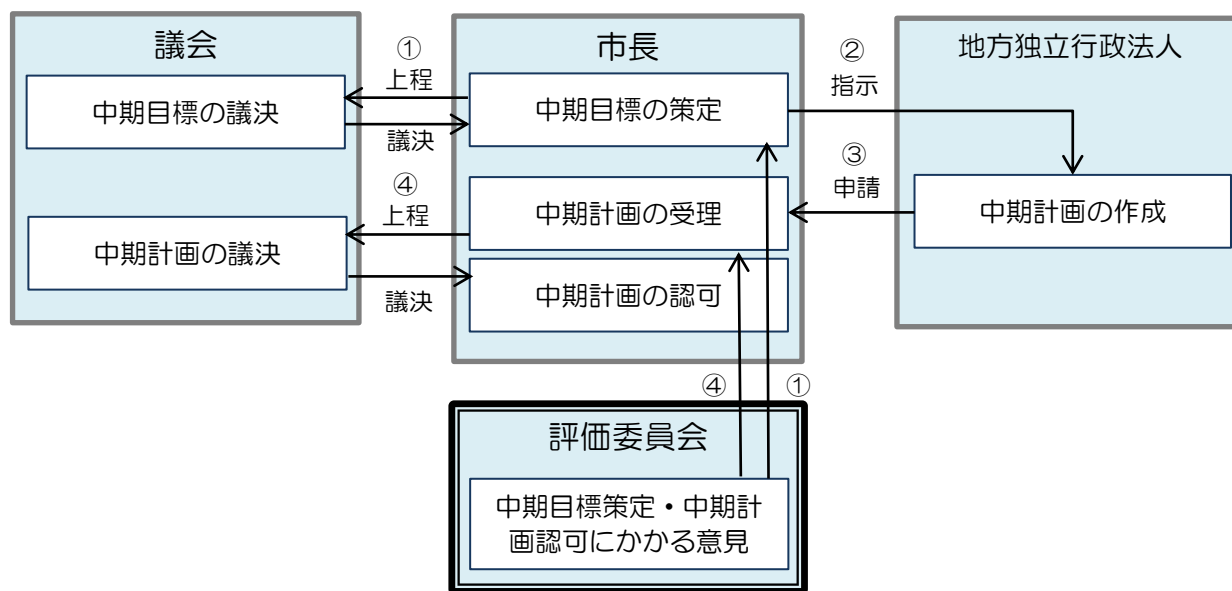 議会
中期目標の議決
中期計画の議決
①
上程
議決
④
上程
議決
市長
中期目標の策定
中期計画の受理
中期計画の認可
②
指示
③
申請
地方独立行政法人
中期計画の作成
④
①
評価委員会
中期目標策定・中期計
画認可にかかる意見